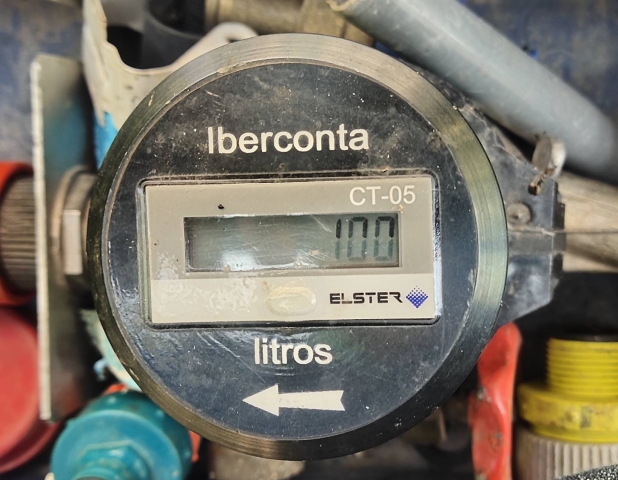 Iberconta
CT-05
100
ELSTER
litros